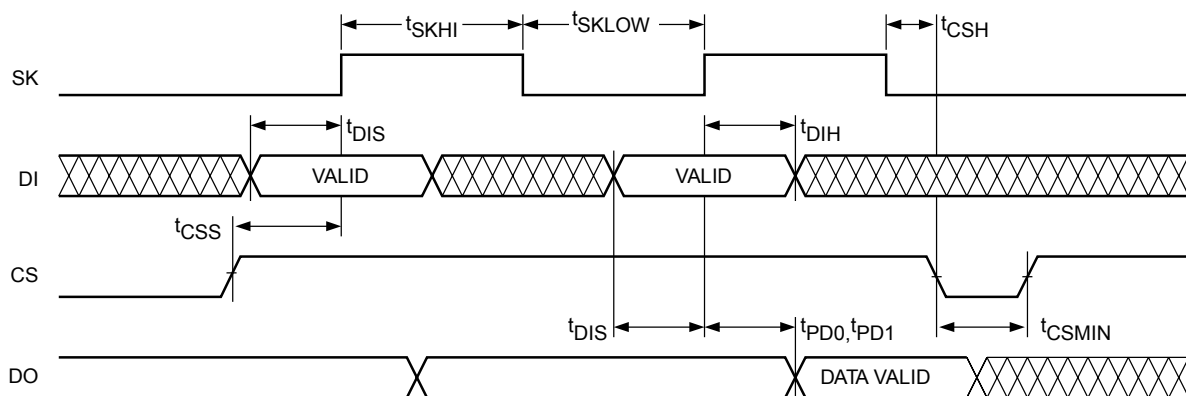 tSKHI
tSKLOW
tCSH
SK
tDIS
tDIH
DI
VALID
VALID
tCSS
CS
tDIS
tPD0,tPD1
tCSMIN
DO
DATA VALID